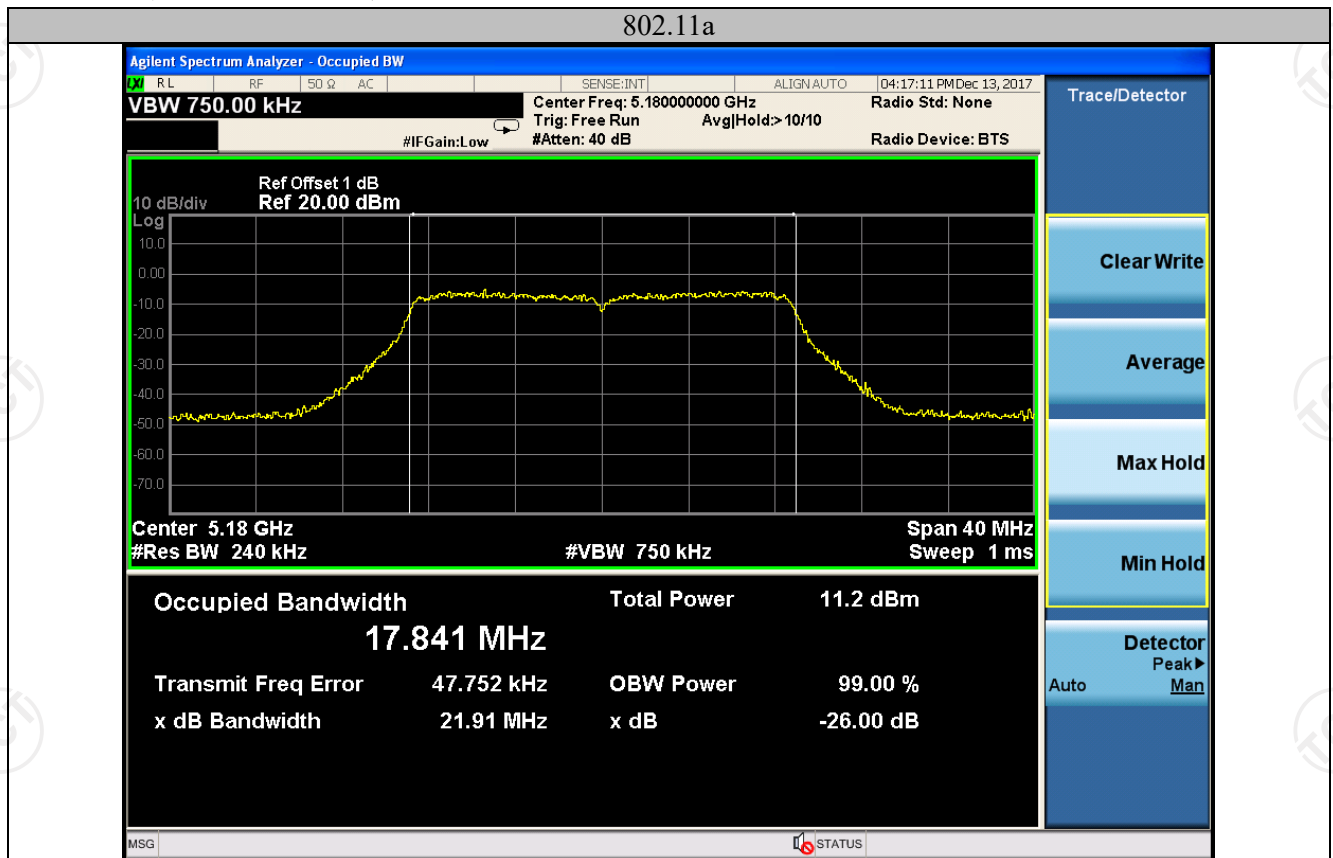 802.11a
Agilent Spectrum Analyzer - Occupied BW
LXI RL RF 50 Ω AC SENSE:INT ALIGN AUTO 04:17:11 PM Dec 13, 2017
VBW 750.00 kHz
Center Freq: 5.180000000 GHz Radio Std: None
Trig: Free Run Avg|Hold:> 10/10
#IFGain:Low #Atten: 40 dB Radio Device: BTS
Trace/Detector
Ref Offset 1 dB
10 dB/div Ref 20.00 dBm
Log
10.0
0.00
-10.0
-20.0
-30.0
-40.0
-50.0
-60.0
-70.0
Center 5.18 GHz Span 40 MHz
#Res BW 240 kHz #VBW 750 kHz Sweep 1 ms
Occupied Bandwidth Total Power 11.2 dBm
17.841 MHz
Transmit Freq Error 47.752 kHz OBW Power 99.00 %
x dB Bandwidth 21.91 MHz x dB -26.00 dB
Clear Write
Average
Max Hold
Min Hold
Detector
Peak▶
Auto Man
MSG STATUS